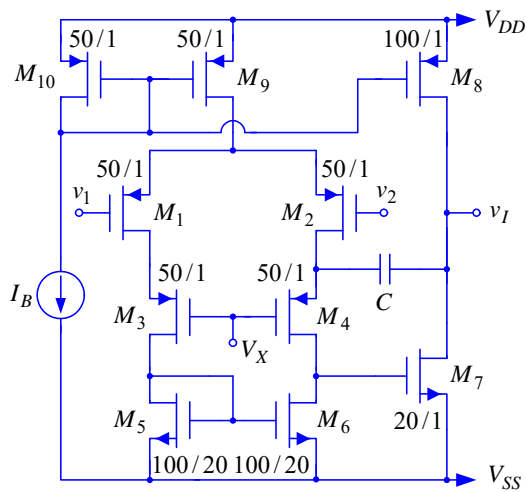 50/1 50/1 100/1 V_DD
M_10 M_9 M_8
50/1 50/1
v_1 v_2
M_1 M_2 v_I
50/1 50/1
I_B M_3 M_4 C
V_X
M_5 M_6 M_7
20/1
100/20 100/20
V_SS